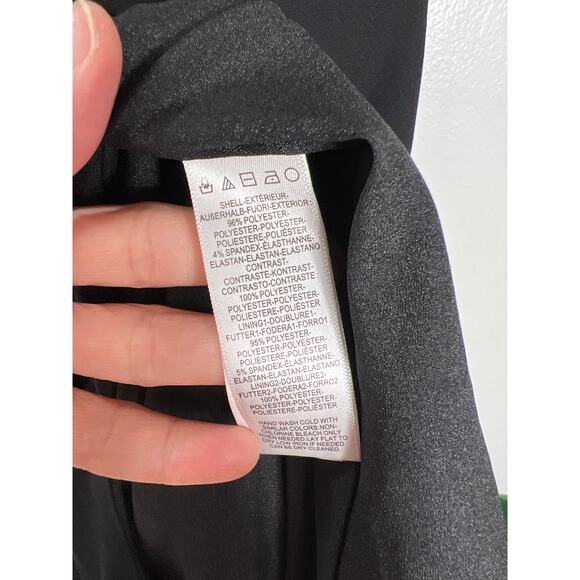 SHELL-EXTÉRIEUR-
AUßERHALB-FUORI-EXTERIOR:
96% POLYESTER-
POLYESTER-POLYESTER-
POLIESTERE-POLIÉSTER
4% SPANDEX-ÉLASTHANNE-
ELASTAN-ELASTAN-ELASTANO
CONTRAST-
CONTRASTE-KONTRAST-
CONTRASTO-CONTRASTE:
100% POLYESTER-
POLYESTER-POLYESTER-
POLIESTERE-POLIÉSTER
LINING1-DOUBLURE1-
FUTTER1-FODERA1-FORRO1
95% POLYESTER-
POLYESTER-POLYESTER-
POLIESTERE-POLIÉSTER
5% SPANDEX-ÉLASTHANNE-
ELASTAN-ELASTAN-ELASTANO
LINING2-DOUBLURE2-
FUTTER2-FODERA2-FORRO2
100% POLYESTER-
POLYESTER-POLYESTER-
POLIESTERE-POLIÉSTER
HAND WASH COLD WITH
SIMILAR COLORS. NON-
CHLORINE BLEACH ONLY
WHEN NEEDED. LAY FLAT TO
DRY. LOW IRON IF NEEDED.
CAN BE DRY CLEANED.